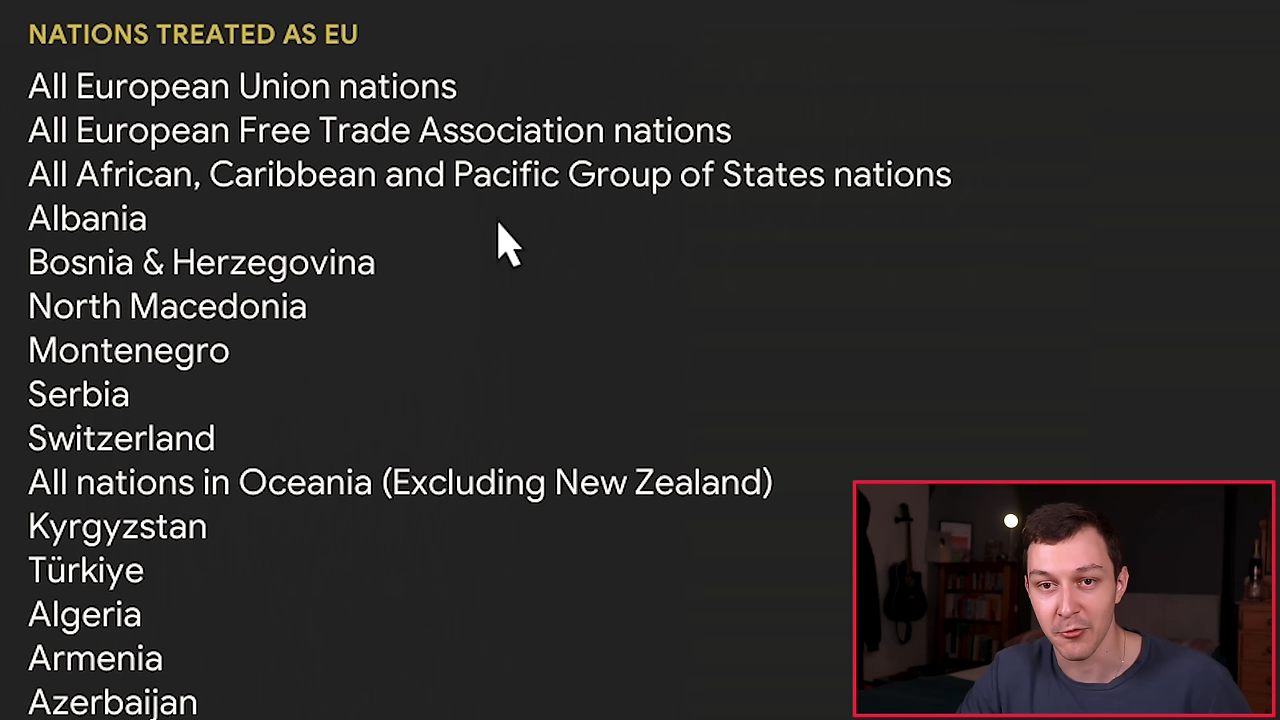 NATIONS TREATED AS EU
All European Union nations
All European Free Trade Association nations
All African, Caribbean and Pacific Group of States nations
Albania
Bosnia & Herzegovina
North Macedonia
Montenegro
Serbia
Switzerland
All nations in Oceania (Excluding New Zealand)
Kyrgyzstan
Türkiye
Algeria
Armenia
Azerbaijan